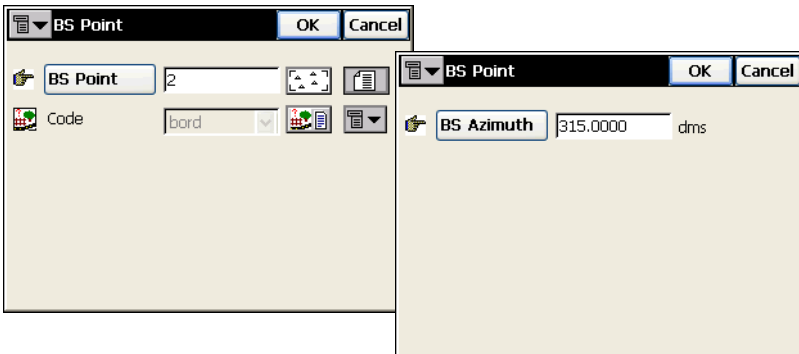 BS Point OK Cancel
BS Point 2
Code bord
BS Point OK Cancel
BS Azimuth 315.0000 dms